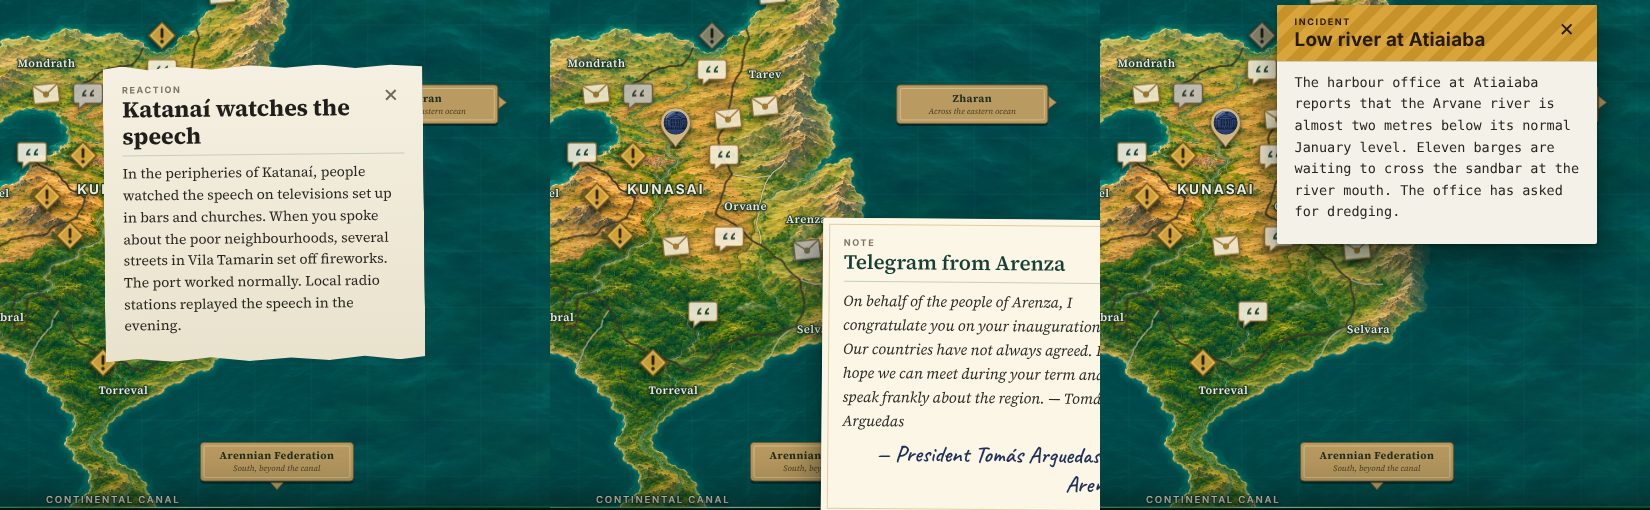 Mondrath
REACTION
Katanaí watches the
speech
In the peripheries of Katanaí, people
watched the speech on televisions set up
in bars and churches. When you spoke
about the poor neighbourhoods, several
streets in Vila Tamarin set off fireworks.
The port worked normally. Local radio
stations replayed the speech in the
evening.
Torreval
Arennian Federation
South, beyond the canal
CONTINENTAL CANAL
Mondrath
Tarev
Zharan
Across the eastern ocean
KUNASAI
Orvane
Arenza
NOTE
Telegram from Arenza
On behalf of the people of Arenza, I
congratulate you on your inauguration
Our countries have not always agreed.
hope we can meet during your term and
speak frankly about the region. — Tomá
Arguedas
— President Tomás Arguedas
Aren
Torreval
Arennian
South, bey
CONTINENTAL CANAL
Mondrath
INCIDENT
Low river at Atiaiaba
The harbour office at Atiaiaba
reports that the Arvane river is
almost two metres below its normal
January level. Eleven barges are
waiting to cross the sandbar at the
river mouth. The office has asked
for dredging.
KUNASAI
Selvara
Torreval
Arennian Federation
South, beyond the canal
CONTINENTAL CANAL